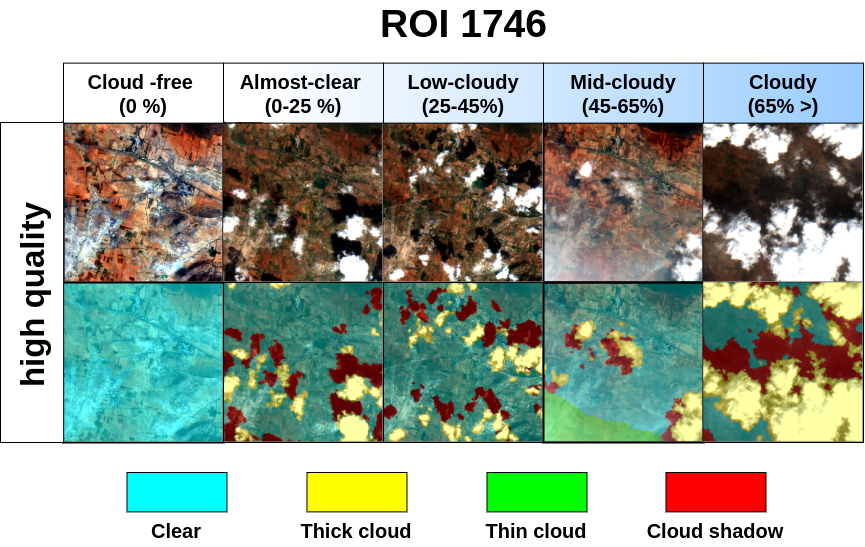 ROI 1746
Cloud -free
(0 %)
Almost-clear
(0-25 %)
Low-cloudy
(25-45%)
Mid-cloudy
(45-65%)
Cloudy
(65% >)
high quality
Clear
Thick cloud
Thin cloud
Cloud shadow